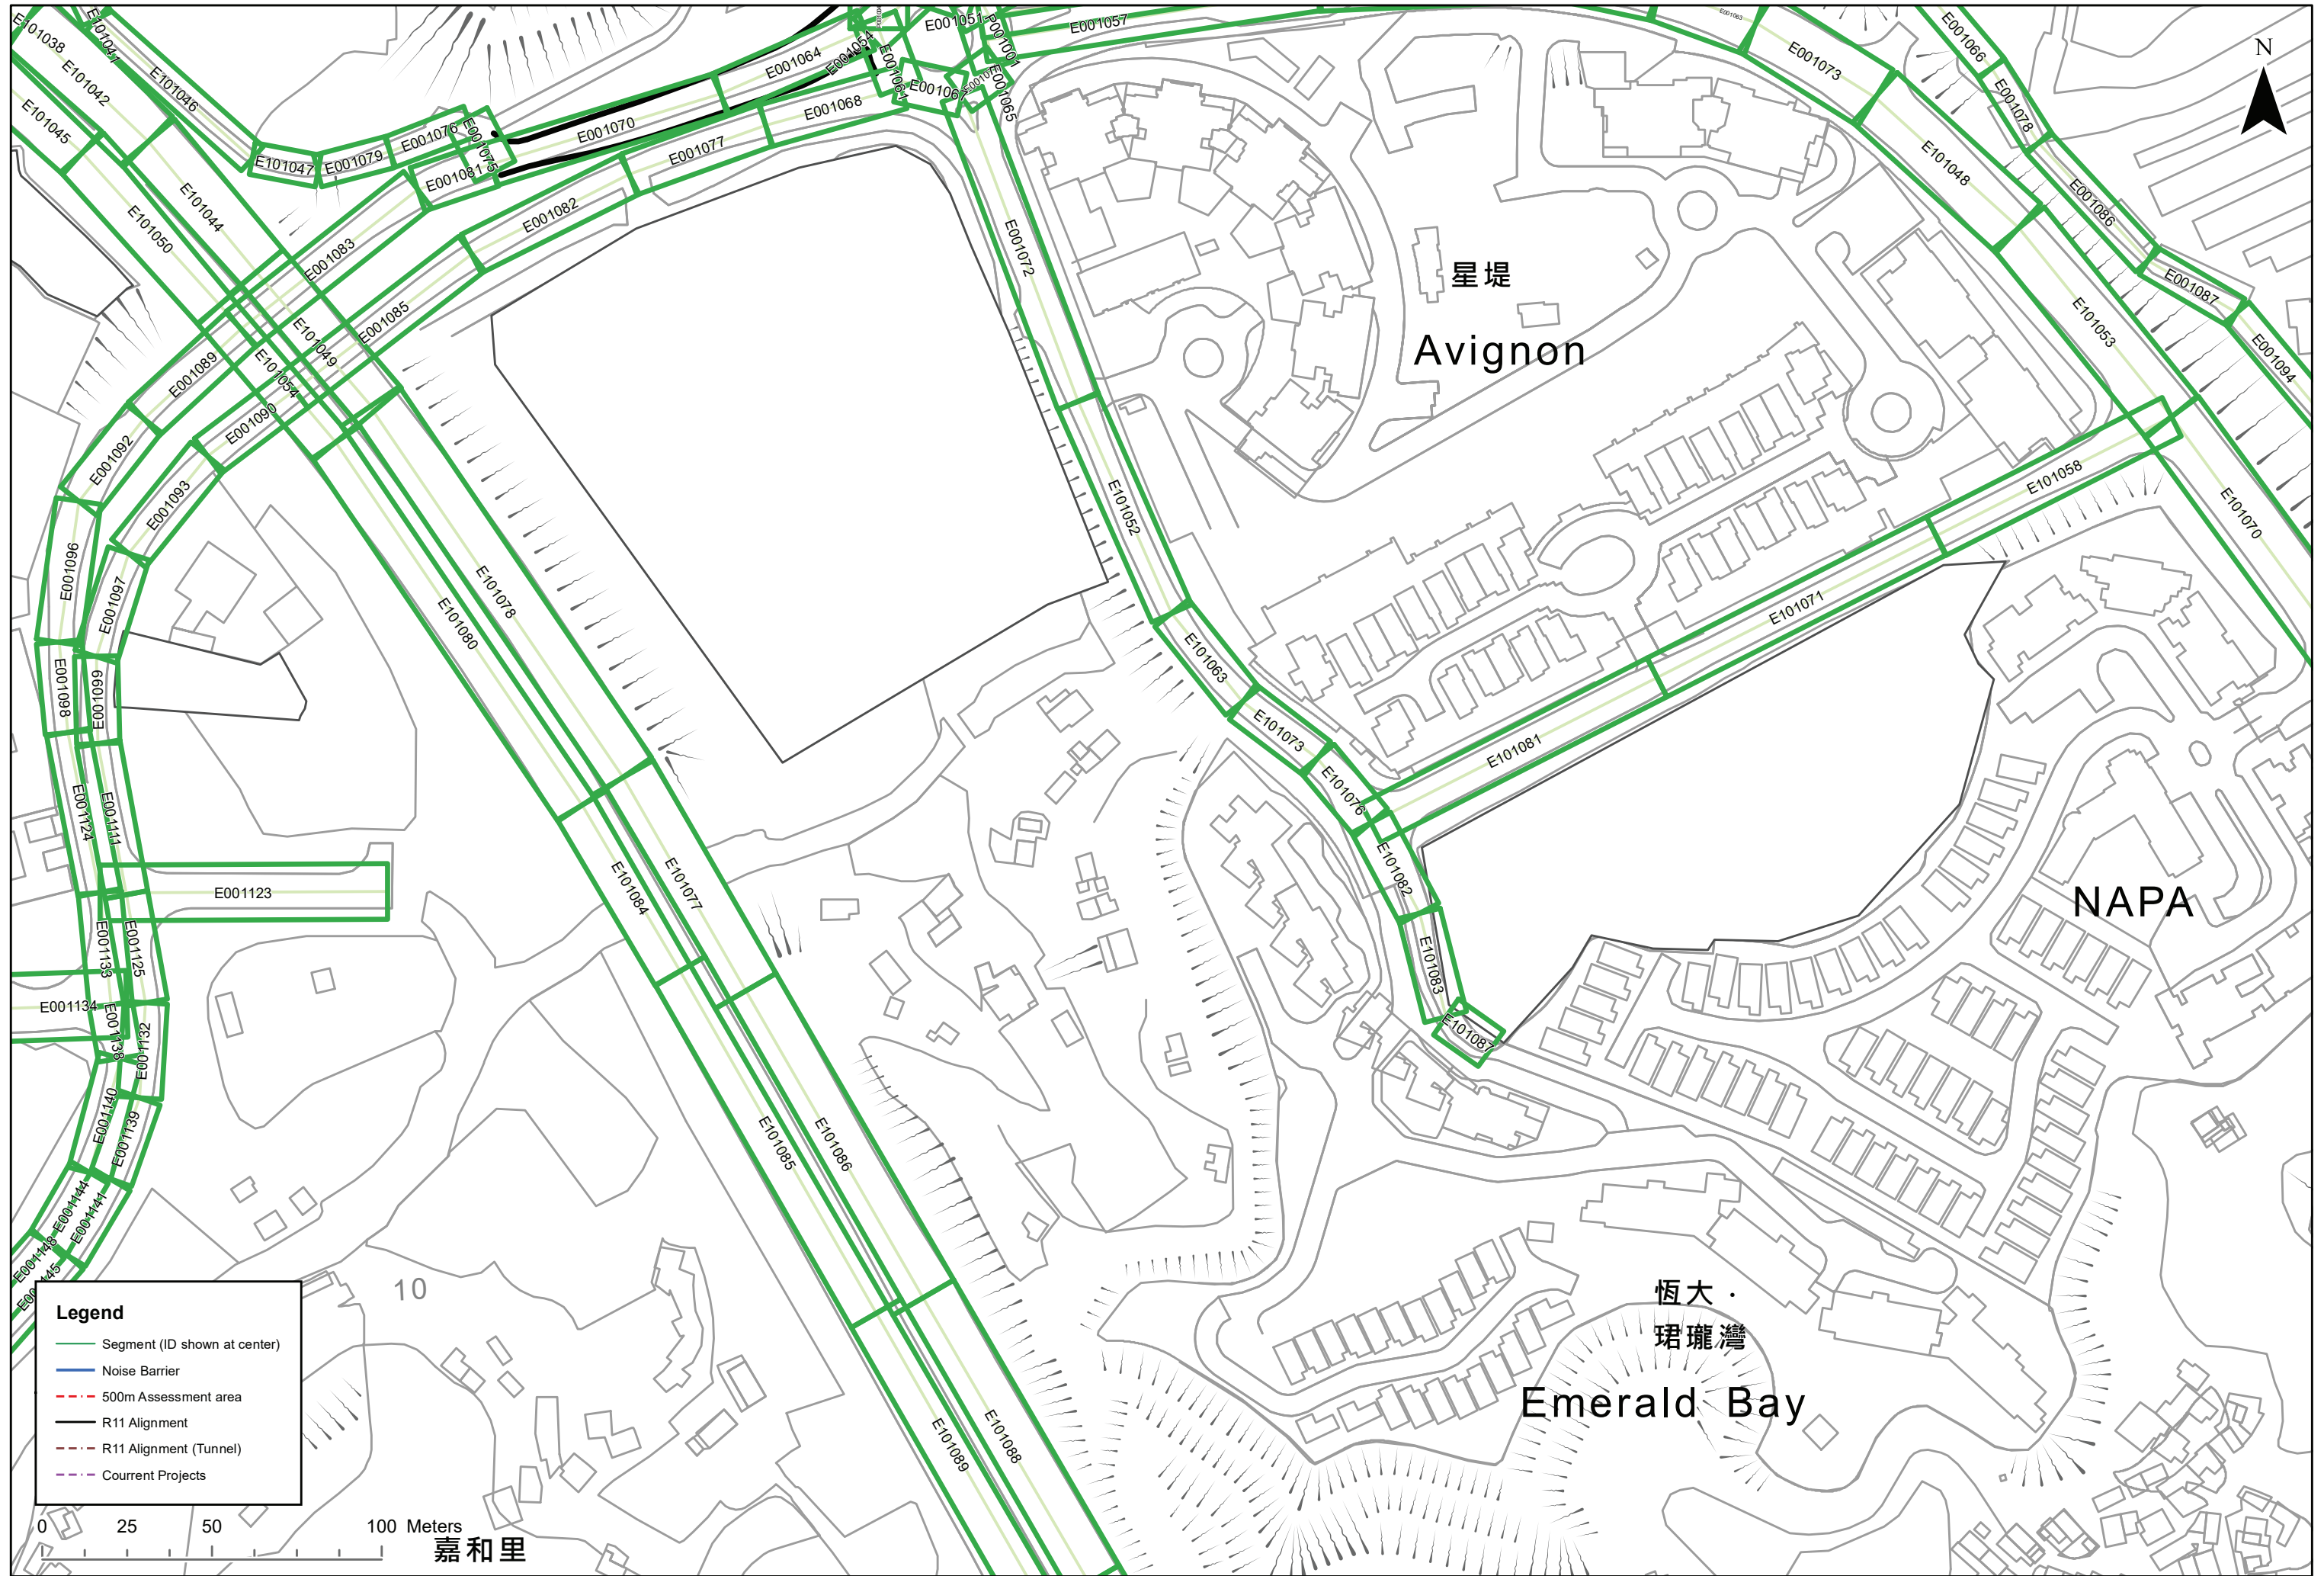 E101038
E101041
E101042
E101045
E101046
E101047
E001079
E001076
E001075
E001081
E001070
E001064
E001054
E001061
E001051
P001001
E001057
E001065
E001068
E001077
E001082
E001083
E001085
E101044
E101050
E101049
E101054
E001089
E001090
E001092
E001093
E001096
E001097
E001098
E001099
E001124
E001111
E001123
E001133
E001125
E001134
E001138
E001132
E001140
E001139
E001144
E001141
E001148
E001072
E101052
E101063
E101073
E101076
E101082
E101083
E101087
E101081
E101071
E101058
E001073
E001066
E001078
E101048
E001086
E001087
E101053
E001094
E101070
E101080
E101078
E101084
E101077
E101085
E101086
E101089
E101088
N
星堤
Avignon
NAPA
恆大 ·
珺瓏灣
Emerald Bay
10
嘉和里
Legend
Segment (ID shown at center)
Noise Barrier
500m Assessment area
R11 Alignment
R11 Alignment (Tunnel)
Courrent Projects
0 25 50 100 Meters